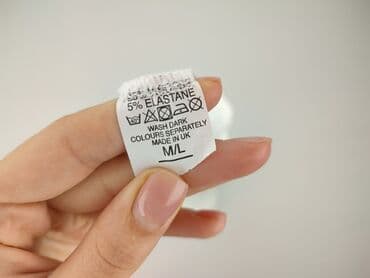 5% ELASTANE
WASH DARK
COLOURS SEPARATELY
MADE IN UK
M/L